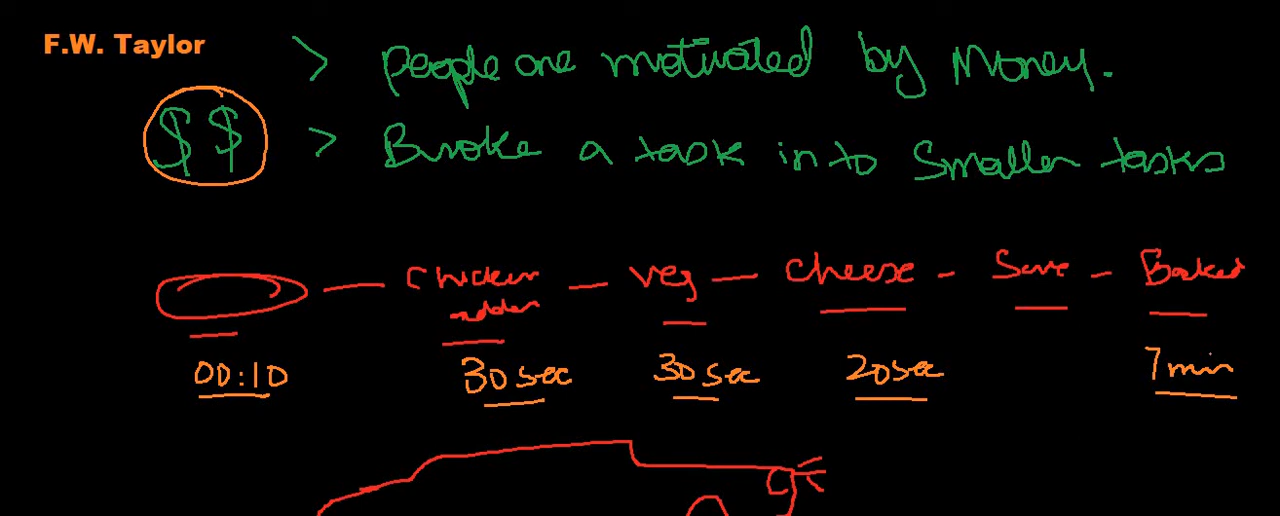 F.W. Taylor
> People are motivated by Money.
$ $
> Broke a task in to smaller tasks
Chicken - veg - cheese - - Baked
added
00:10 30 sec 30 sec 20 sec 7 min